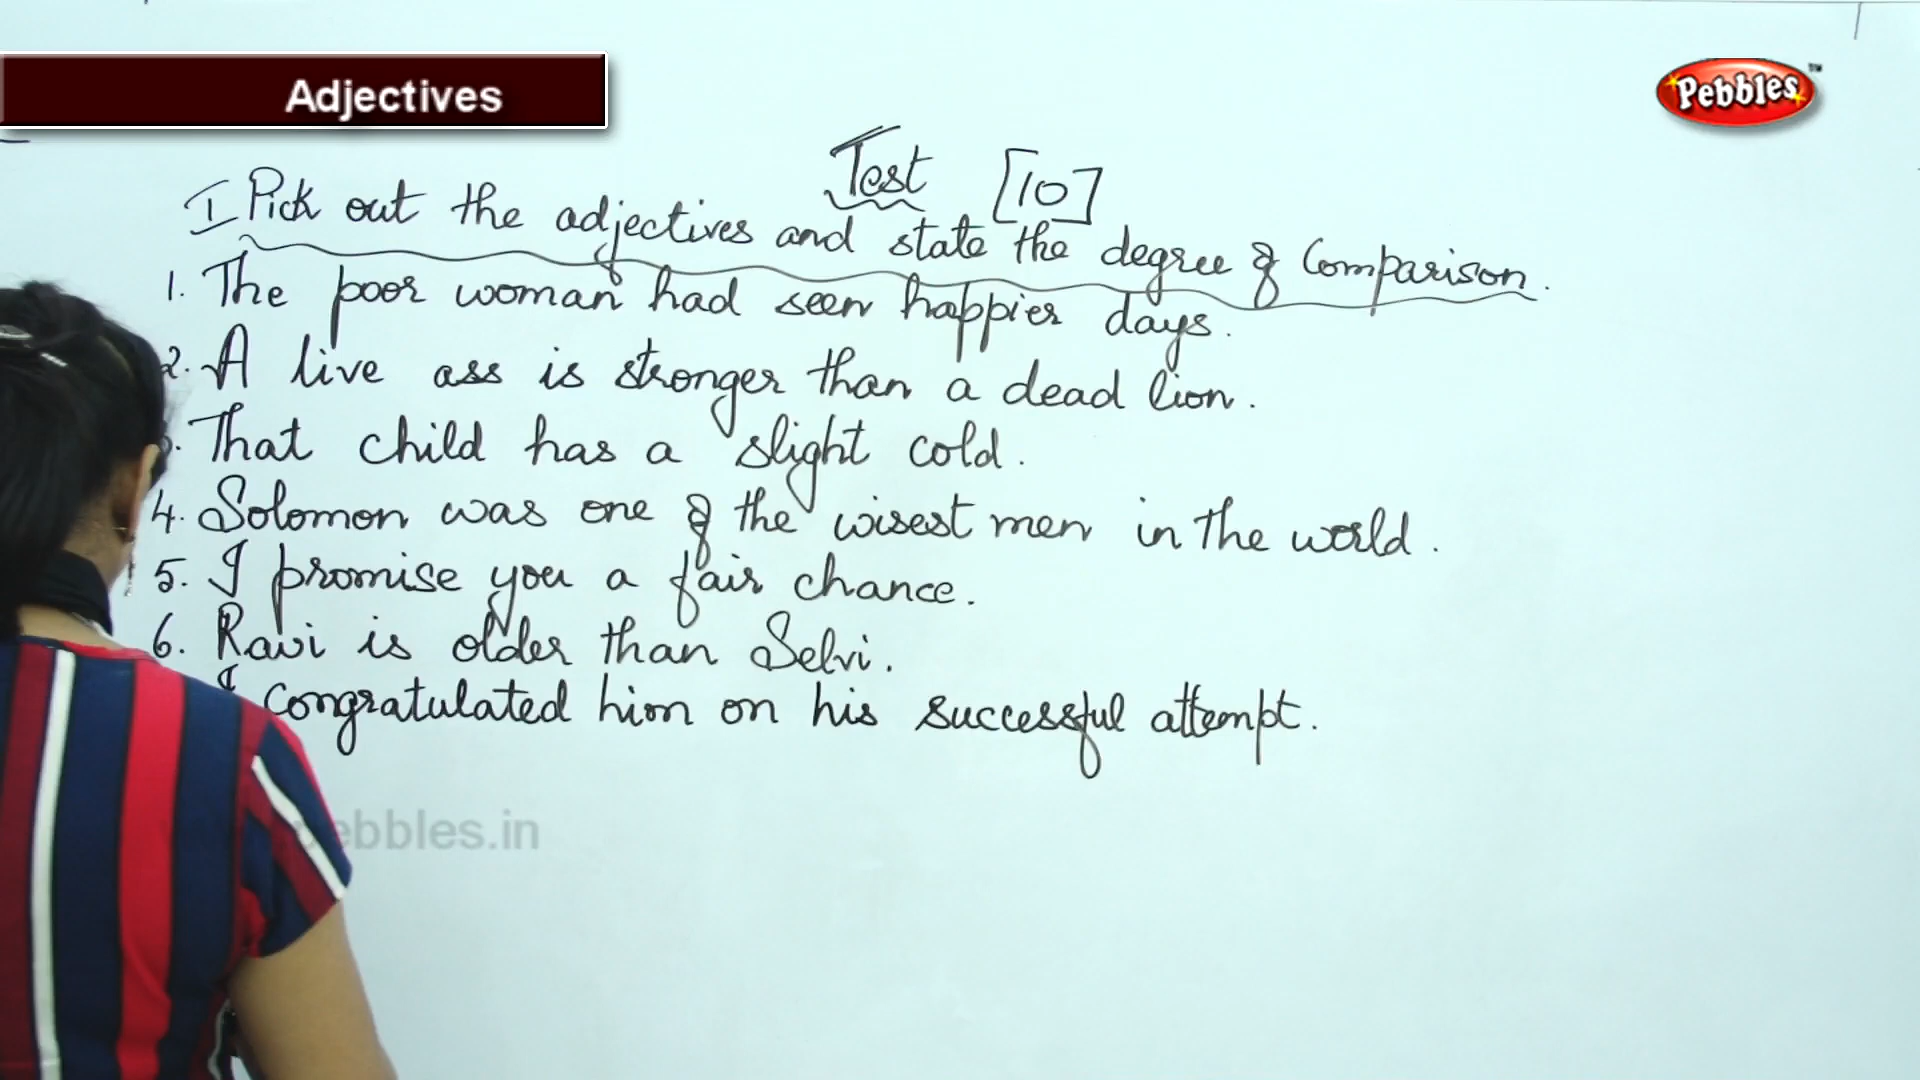 Adjectives
Pebbles™
Test [10]
I Pick out the adjectives and state the degree of Comparison.
1. The poor woman had seen happier days.
2. A live ass is stronger than a dead lion.
3. That child has a slight cold.
4. Solomon was one of the wisest men in the world.
5. I promise you a fair chance.
6. Ravi is older than Selvi.
I congratulated him on his successful attempt.
pebbles.in